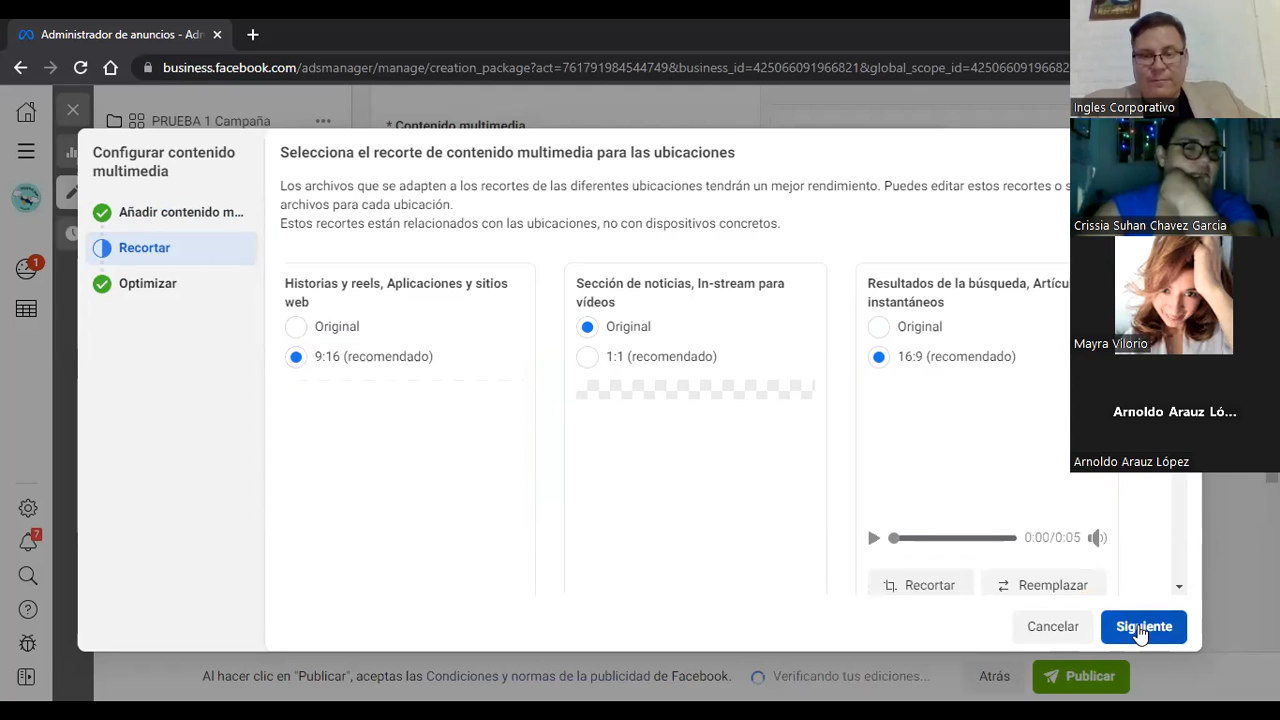 Administrador de anuncios - Adr
business.facebook.com/adsmanager/manage/creation_package?act=761791984544749&business_id=425066091966821&global_scope_id=42506609196682
PRUEBA 1 Campaña
* Contenido multimedia
Configurar contenido
multimedia
Añadir contenido m...
Recortar
Optimizar
Selecciona el recorte de contenido multimedia para las ubicaciones
Los archivos que se adapten a los recortes de las diferentes ubicaciones tendrán un mejor rendimiento. Puedes editar estos recortes o s
archivos para cada ubicación.
Estos recortes están relacionados con las ubicaciones, no con dispositivos concretos.
Historias y reels, Aplicaciones y sitios
web
Original
9:16 (recomendado)
Sección de noticias, In-stream para
vídeos
Original
1:1 (recomendado)
Resultados de la búsqueda, Artícu
instantáneos
Original
16:9 (recomendado)
0:00/0:05
Recortar
Reemplazar
Cancelar
Siguiente
Al hacer clic en "Publicar", aceptas las Condiciones y normas de la publicidad de Facebook.
Verificando tus ediciones...
Atrás
Publicar
1
7
Ingles Corporativo
Crissia Suhan Chavez Garcia
Mayra Vilorio
Arnoldo Arauz Ló...
Arnoldo Arauz López